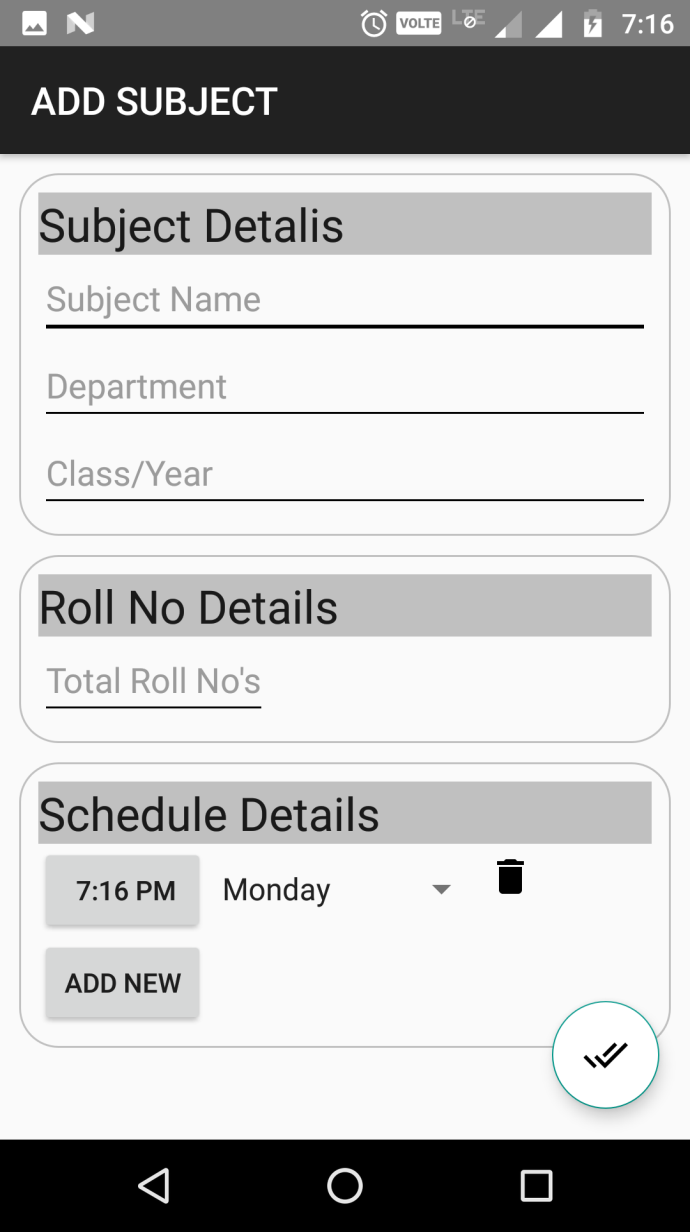 VOLTE LTE 7:16
ADD SUBJECT
Subject Detalis
Subject Name
Department
Class/Year
Roll No Details
Total Roll No's
Schedule Details
7:16 PM Monday
ADD NEW